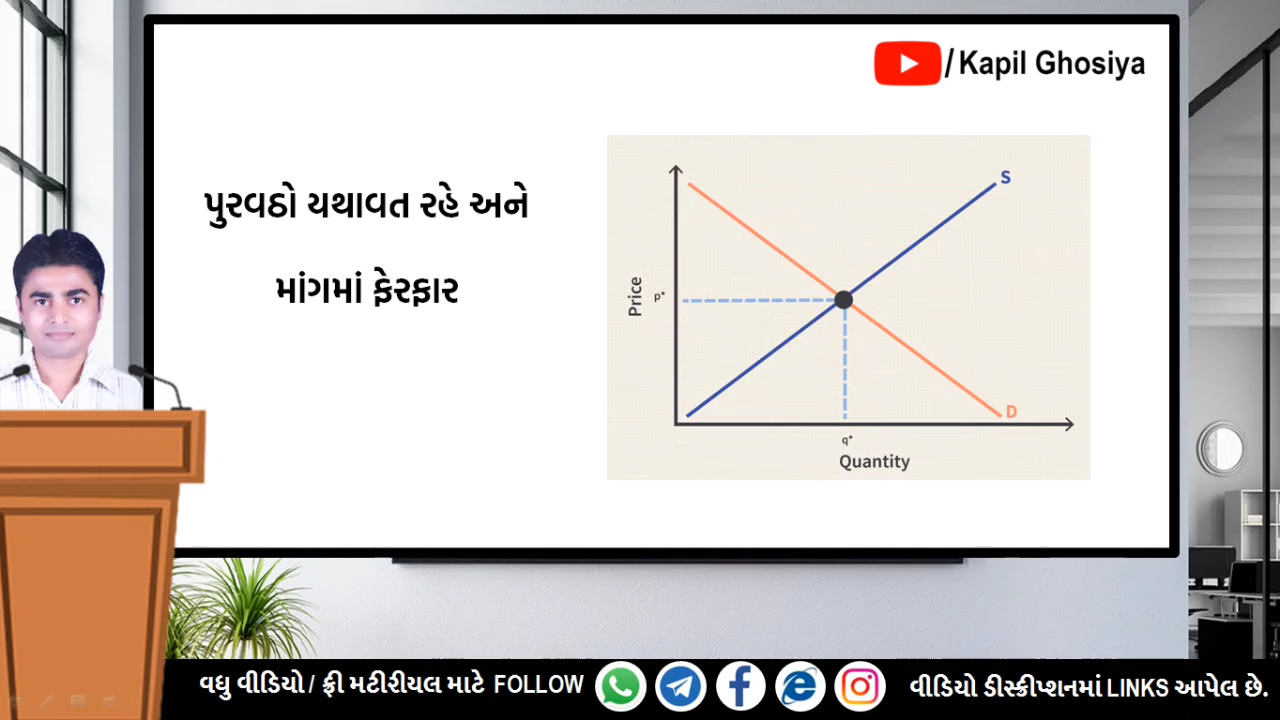 /Kapil Ghosiya
પુરવઠો યથાવત રહે અને
માંગમાં ફેરફાર
S
Price
p*
D
q*
Quantity
વધુ વીડિયો / ફ્રી મટીરીયલ માટે FOLLOW
વીડિયો ડીસ્ક્રીપ્શનમાં LINKS આપેલ છે.